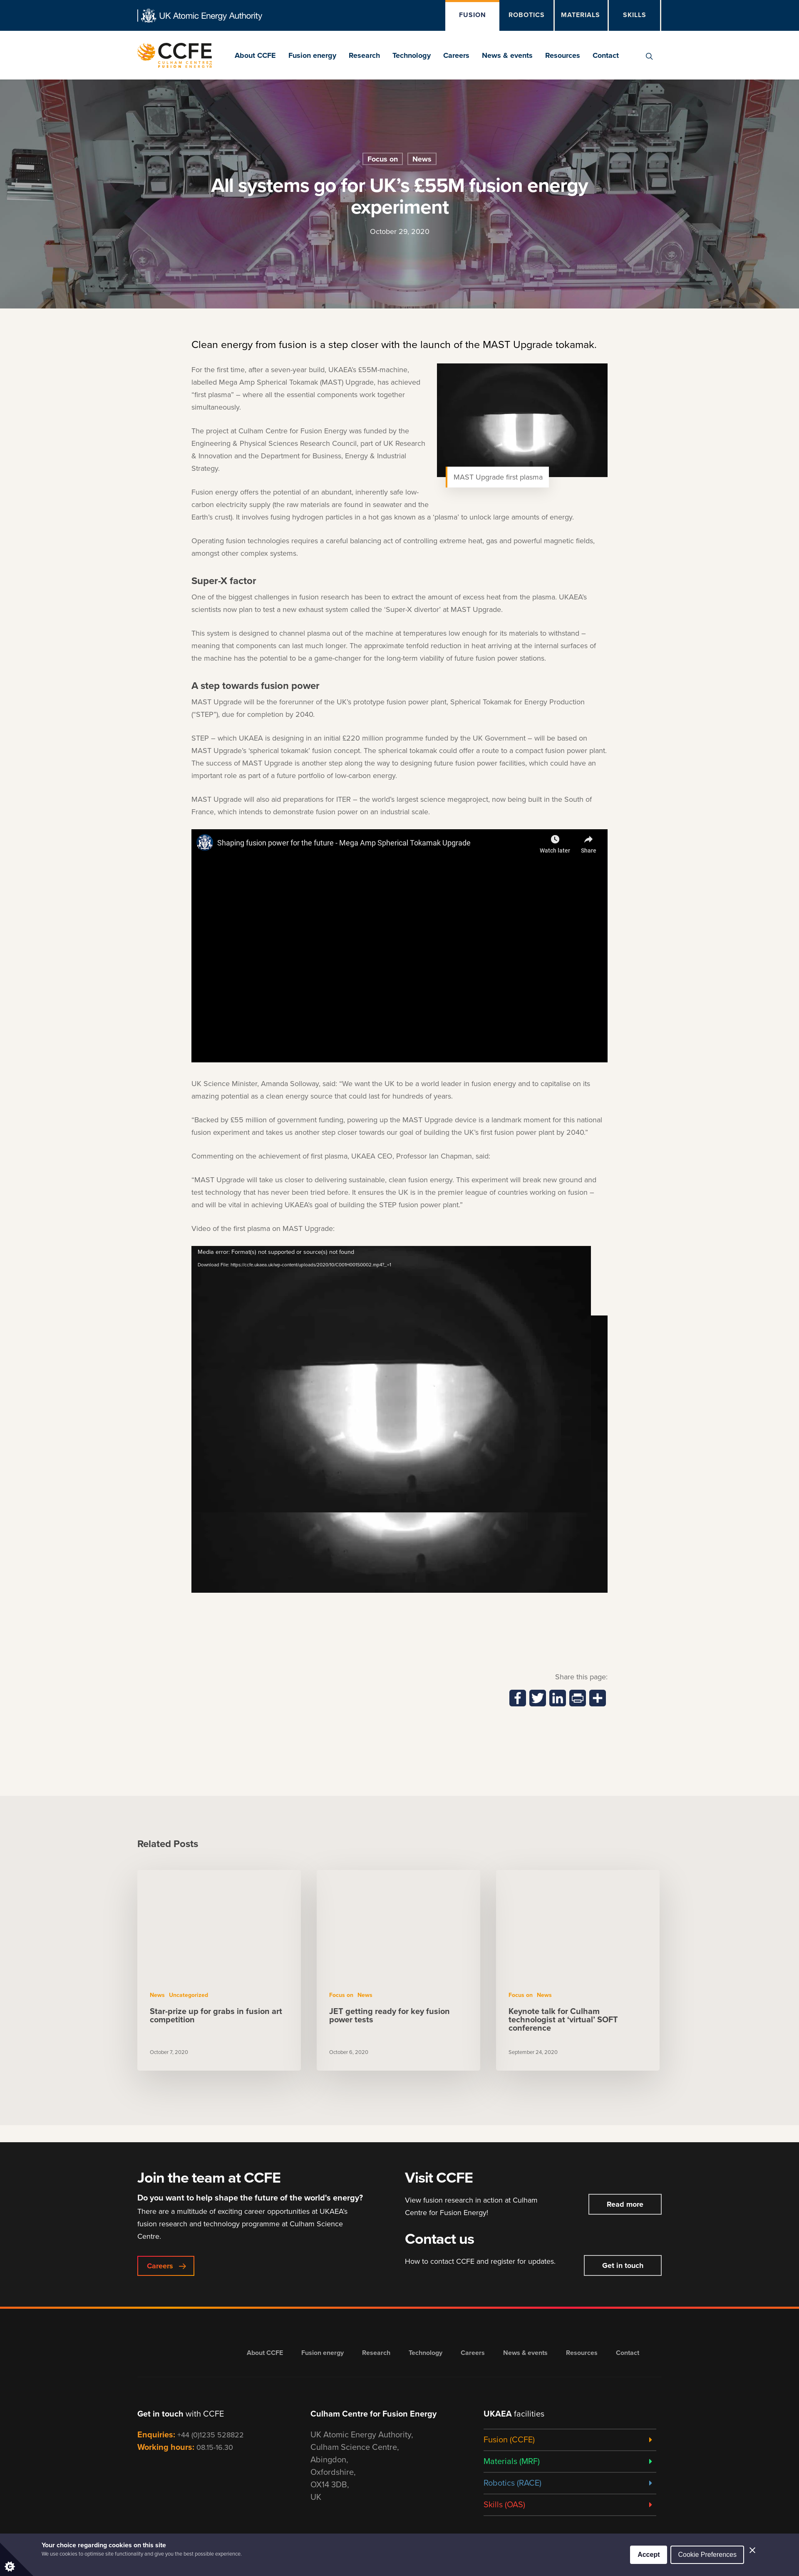 UK Atomic Energy Authority
FUSION
ROBOTICS
MATERIALS
SKILLS
CCFE
CULHAM CENTRE
FUSION ENERGY
About CCFE
Fusion energy
Research
Technology
Careers
News & events
Resources
Contact
Focus on
News
All systems go for UK’s £55M fusion energy
experiment
October 29, 2020
Clean energy from fusion is a step closer with the launch of the MAST Upgrade tokamak.
For the first time, after a seven-year build, UKAEA’s £55M-machine,
labelled Mega Amp Spherical Tokamak (MAST) Upgrade, has achieved
“first plasma” – where all the essential components work together
simultaneously.
MAST Upgrade first plasma
The project at Culham Centre for Fusion Energy was funded by the
Engineering & Physical Sciences Research Council, part of UK Research
& Innovation and the Department for Business, Energy & Industrial
Strategy.
Fusion energy offers the potential of an abundant, inherently safe low-
carbon electricity supply (the raw materials are found in seawater and the
Earth’s crust). It involves fusing hydrogen particles in a hot gas known as a ‘plasma’ to unlock large amounts of energy.
Operating fusion technologies requires a careful balancing act of controlling extreme heat, gas and powerful magnetic fields,
amongst other complex systems.
Super-X factor
One of the biggest challenges in fusion research has been to extract the amount of excess heat from the plasma. UKAEA’s
scientists now plan to test a new exhaust system called the ‘Super-X divertor’ at MAST Upgrade.
This system is designed to channel plasma out of the machine at temperatures low enough for its materials to withstand –
meaning that components can last much longer. The approximate tenfold reduction in heat arriving at the internal surfaces of
the machine has the potential to be a game-changer for the long-term viability of future fusion power stations.
A step towards fusion power
MAST Upgrade will be the forerunner of the UK’s prototype fusion power plant, Spherical Tokamak for Energy Production
(“STEP”), due for completion by 2040.
STEP – which UKAEA is designing in an initial £220 million programme funded by the UK Government – will be based on
MAST Upgrade’s ‘spherical tokamak’ fusion concept. The spherical tokamak could offer a route to a compact fusion power plant.
The success of MAST Upgrade is another step along the way to designing future fusion power facilities, which could have an
important role as part of a future portfolio of low-carbon energy.
MAST Upgrade will also aid preparations for ITER – the world’s largest science megaproject, now being built in the South of
France, which intends to demonstrate fusion power on an industrial scale.
Shaping fusion power for the future - Mega Amp Spherical Tokamak Upgrade
Watch later
Share
UK Science Minister, Amanda Solloway, said: “We want the UK to be a world leader in fusion energy and to capitalise on its
amazing potential as a clean energy source that could last for hundreds of years.
“Backed by £55 million of government funding, powering up the MAST Upgrade device is a landmark moment for this national
fusion experiment and takes us another step closer towards our goal of building the UK’s first fusion power plant by 2040.”
Commenting on the achievement of first plasma, UKAEA CEO, Professor Ian Chapman, said:
“MAST Upgrade will take us closer to delivering sustainable, clean fusion energy. This experiment will break new ground and
test technology that has never been tried before. It ensures the UK is in the premier league of countries working on fusion –
and will be vital in achieving UKAEA’s goal of building the STEP fusion power plant.”
Video of the first plasma on MAST Upgrade:
Media error: Format(s) not supported or source(s) not found
Download File: https://ccfe.ukaea.uk/wp-content/uploads/2020/10/C001H001S0002.mp4?_=1
Share this page:
Related Posts
News Uncategorized
Star-prize up for grabs in fusion art
competition
October 7, 2020
Focus on News
JET getting ready for key fusion
power tests
October 6, 2020
Focus on News
Keynote talk for Culham
technologist at ‘virtual’ SOFT
conference
September 24, 2020
Join the team at CCFE
Do you want to help shape the future of the world’s energy?
There are a multitude of exciting career opportunities at UKAEA’s
fusion research and technology programme at Culham Science
Centre.
Careers
Visit CCFE
View fusion research in action at Culham
Centre for Fusion Energy!
Read more
Contact us
How to contact CCFE and register for updates.
Get in touch
About CCFE
Fusion energy
Research
Technology
Careers
News & events
Resources
Contact
Get in touch with CCFE
Enquiries: +44 (0)1235 528822
Working hours: 08.15-16.30
Culham Centre for Fusion Energy
UK Atomic Energy Authority,
Culham Science Centre,
Abingdon,
Oxfordshire,
OX14 3DB,
UK
UKAEA facilities
Fusion (CCFE)
Materials (MRF)
Robotics (RACE)
Skills (OAS)
Your choice regarding cookies on this site
We use cookies to optimise site functionality and give you the best possible experience.
Accept
Cookie Preferences